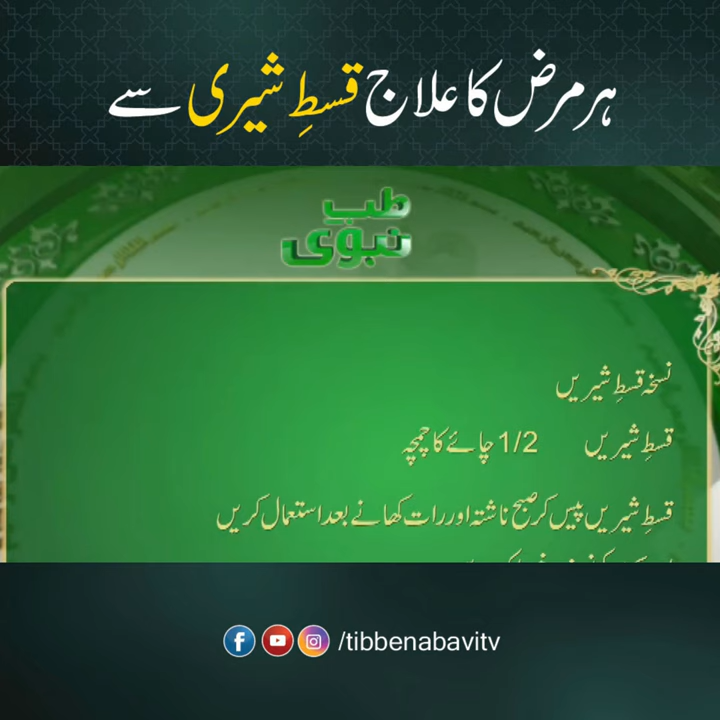 ہر مرض کا علاج قسطِ شیری سے
طب
نبوی
نسخہ قسطِ شیریں
قسطِ شیریں 1/2 چائے کا چمچہ
قسطِ شیریں پیس کر صبح ناشتہ اور رات کھانے بعد استعمال کریں
/tibbenabavitv